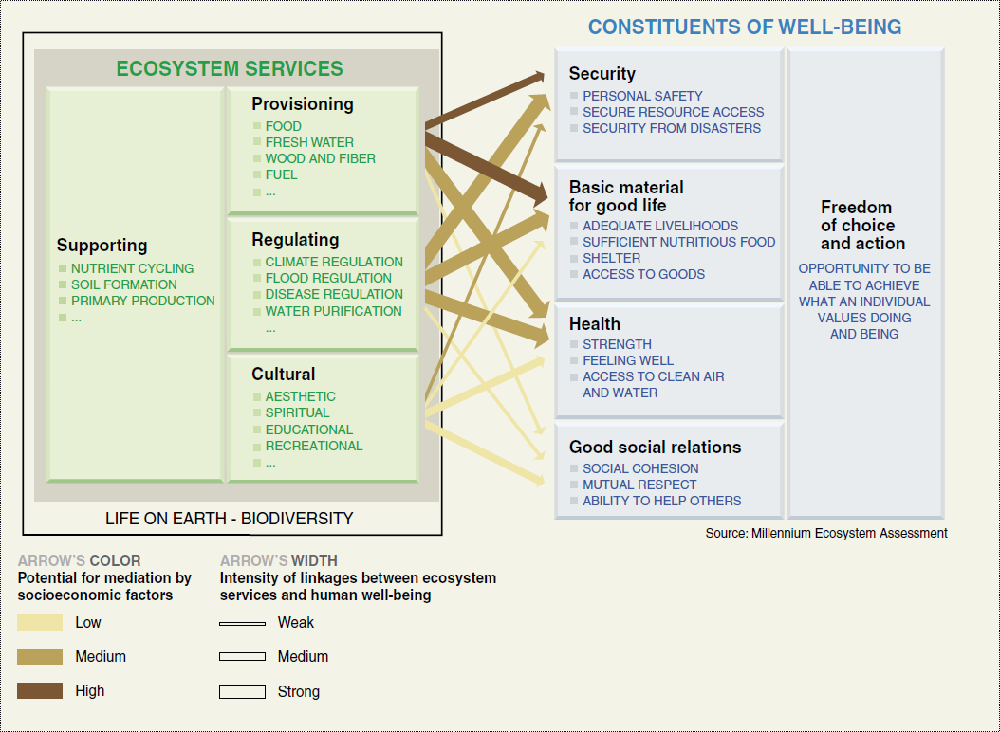 CONSTITUENTS OF WELL-BEING
ECOSYSTEM SERVICES
Supporting
NUTRIENT CYCLING
SOIL FORMATION
PRIMARY PRODUCTION
...
Provisioning
FOOD
FRESH WATER
WOOD AND FIBER
FUEL
...
Regulating
CLIMATE REGULATION
FLOOD REGULATION
DISEASE REGULATION
WATER PURIFICATION
...
Cultural
AESTHETIC
SPIRITUAL
EDUCATIONAL
RECREATIONAL
...
LIFE ON EARTH - BIODIVERSITY
Security
PERSONAL SAFETY
SECURE RESOURCE ACCESS
SECURITY FROM DISASTERS
Basic material
for good life
ADEQUATE LIVELIHOODS
SUFFICIENT NUTRITIOUS FOOD
SHELTER
ACCESS TO GOODS
Health
STRENGTH
FEELING WELL
ACCESS TO CLEAN AIR
AND WATER
Good social relations
SOCIAL COHESION
MUTUAL RESPECT
ABILITY TO HELP OTHERS
Freedom
of choice
and action
OPPORTUNITY TO BE
ABLE TO ACHIEVE
WHAT AN INDIVIDUAL
VALUES DOING
AND BEING
Source: Millennium Ecosystem Assessment
ARROW'S COLOR
Potential for mediation by
socioeconomic factors
Low
Medium
High
ARROW'S WIDTH
Intensity of linkages between ecosystem
services and human well-being
Weak
Medium
Strong